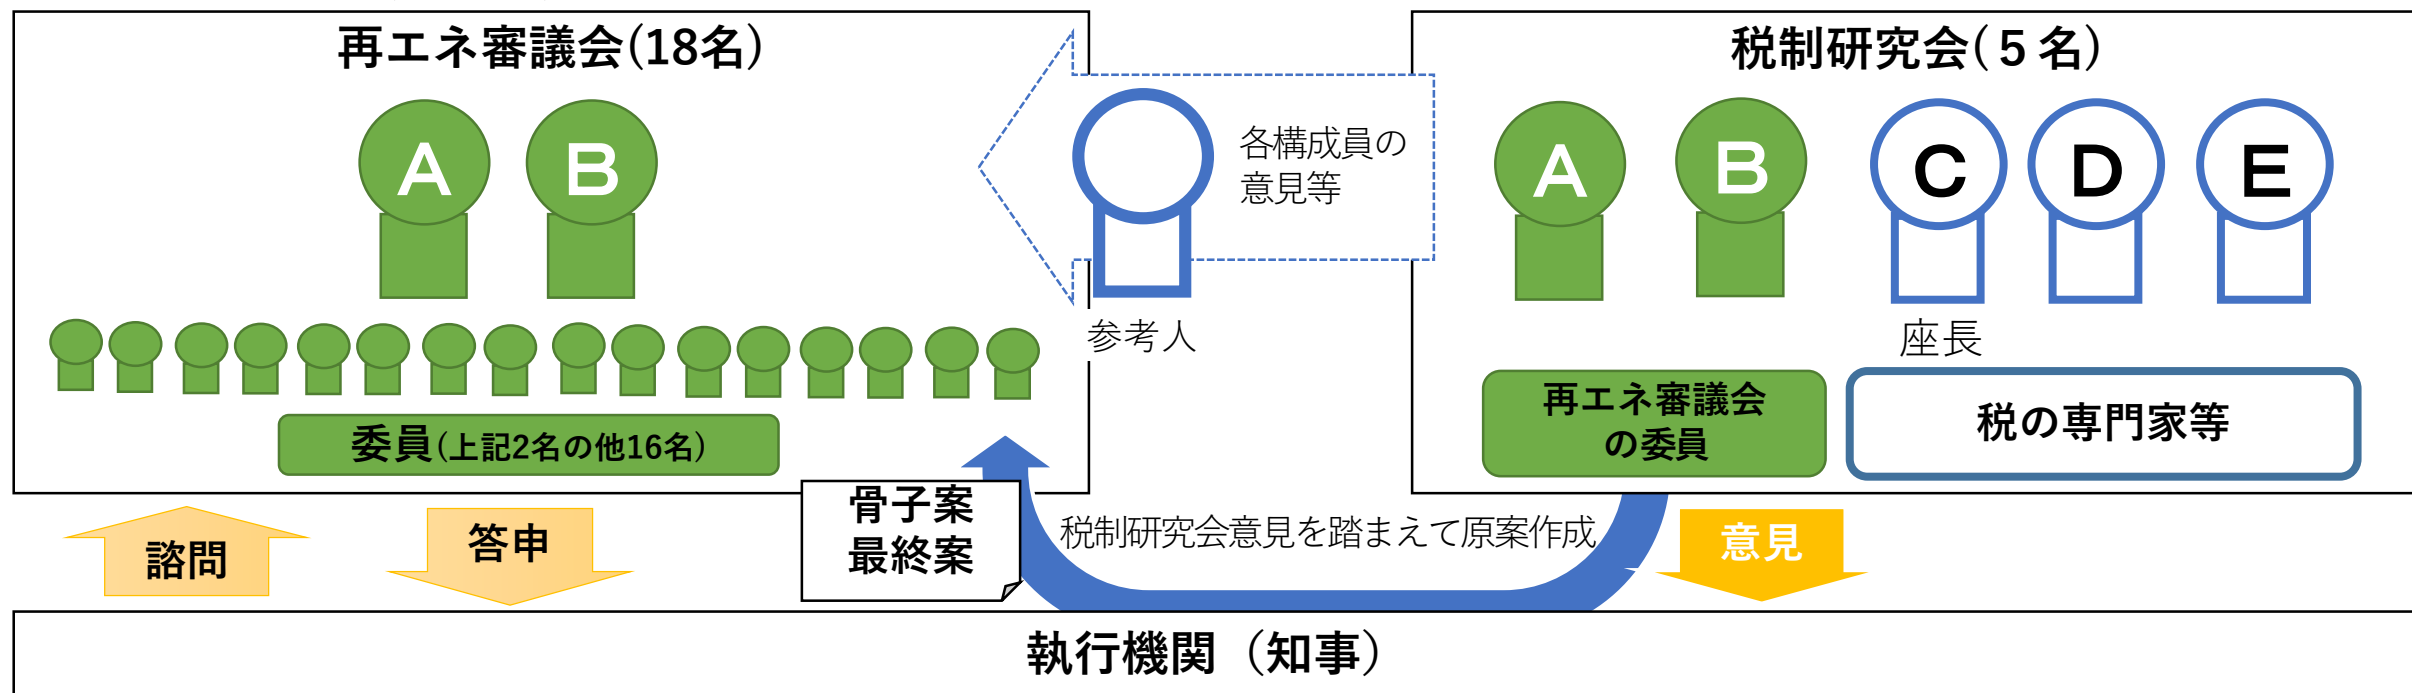 再エネ審議会(18名)
A
B
委員(上記2名の他16名)
各構成員の
意見等
参考人
税制研究会(５名)
A
B
C
D
E
座長
再エネ審議会
の委員
税の専門家等
諮問
答申
骨子案
最終案
税制研究会意見を踏まえて原案作成
意見
執行機関（知事）